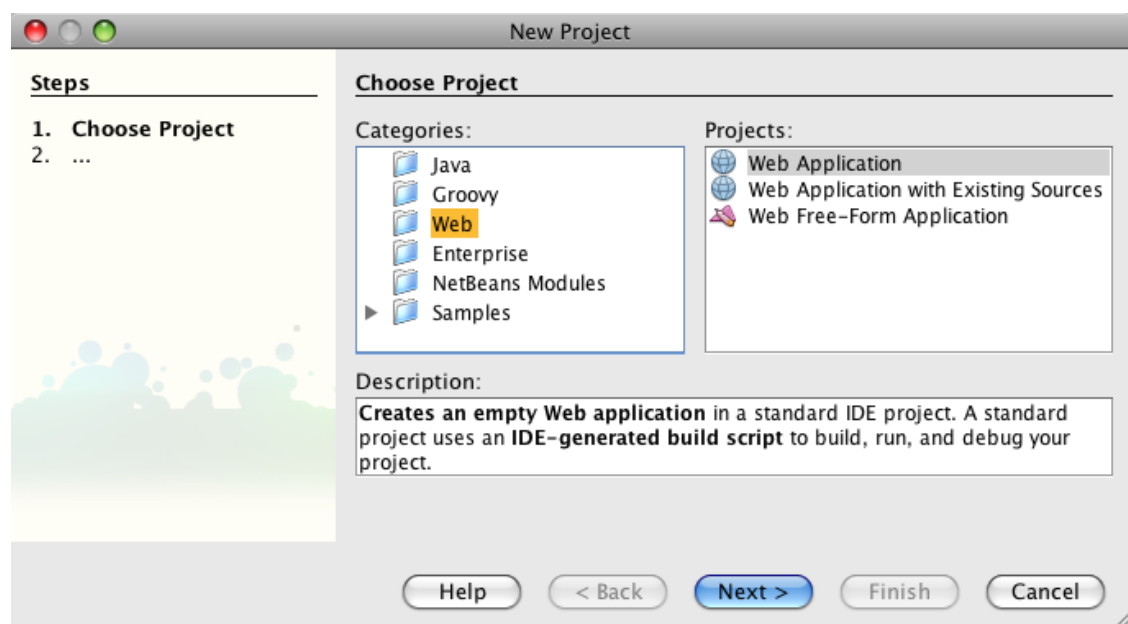 New Project
Steps
1. Choose Project
2. ...
Choose Project
Categories:
Java
Groovy
Web
Enterprise
NetBeans Modules
Samples
Projects:
Web Application
Web Application with Existing Sources
Web Free-Form Application
Description:
Creates an empty Web application in a standard IDE project. A standard
project uses an IDE-generated build script to build, run, and debug your
project.
Help
< Back
Next >
Finish
Cancel